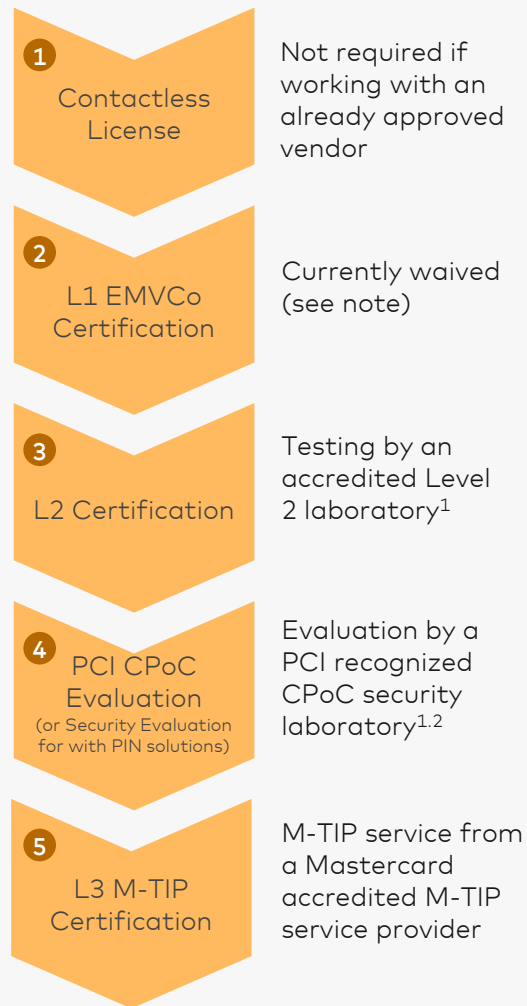 1
Contactless
License
Not required if
working with an
already approved
vendor
2
L1 EMVCo
Certification
Currently waived
(see note)
3
L2 Certification
Testing by an
accredited Level
2 laboratory1
4
PCI CPoC
Evaluation
(or Security Evaluation
for with PIN solutions)
Evaluation by a
PCI recognized
CPoC security
laboratory1.2
5
L3 M-TIP
Certification
M-TIP service from
a Mastercard
accredited M-TIP
service provider